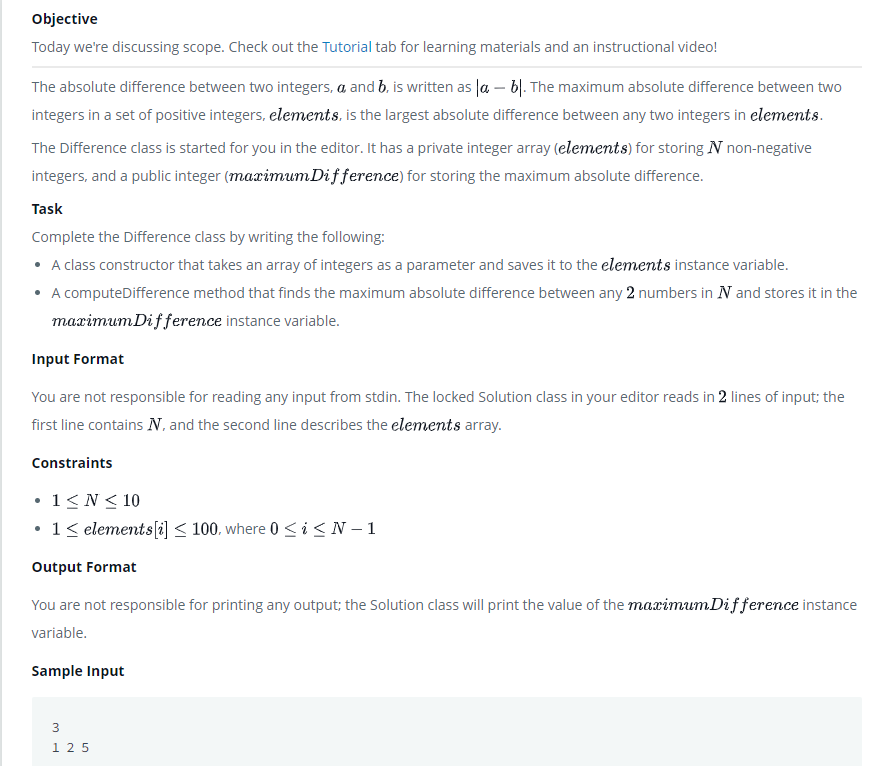 Objective
Today we're discussing scope. Check out the Tutorial tab for learning materials and an instructional video!
The absolute difference between two integers, a and b, is written as |a − b|. The maximum absolute difference between two
integers in a set of positive integers, elements, is the largest absolute difference between any two integers in elements.
The Difference class is started for you in the editor. It has a private integer array (elements) for storing N non-negative
integers, and a public integer (maximumDifference) for storing the maximum absolute difference.
Task
Complete the Difference class by writing the following:
• A class constructor that takes an array of integers as a parameter and saves it to the elements instance variable.
• A computeDifference method that finds the maximum absolute difference between any 2 numbers in N and stores it in the
maximumDifference instance variable.
Input Format
You are not responsible for reading any input from stdin. The locked Solution class in your editor reads in 2 lines of input; the
first line contains N, and the second line describes the elements array.
Constraints
• 1 ≤ N ≤ 10
• 1 ≤ elements[i] ≤ 100, where 0 ≤ i ≤ N − 1
Output Format
You are not responsible for printing any output; the Solution class will print the value of the maximumDifference instance
variable.
Sample Input
3
1 2 5